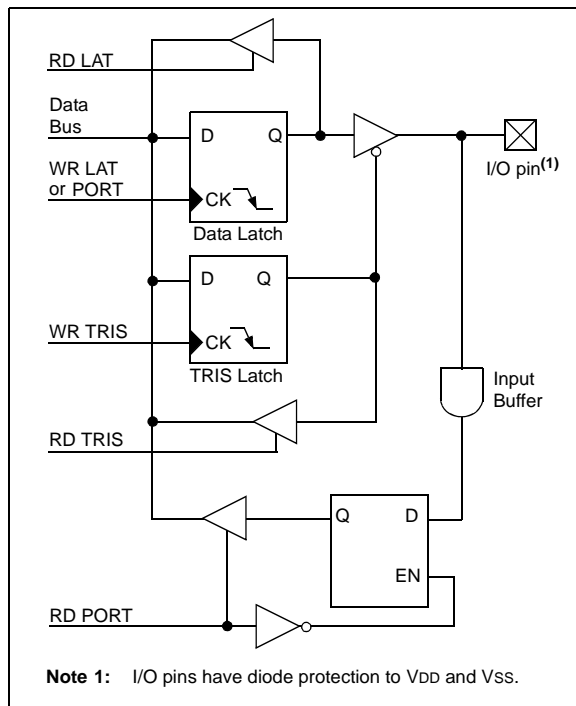 RD LAT
Data
Bus
D Q
WR LAT
or PORT
CK
Data Latch
I/O pin(1)
D Q
WR TRIS
CK
TRIS Latch
Input
Buffer
RD TRIS
Q D
EN
RD PORT
Note 1: I/O pins have diode protection to VDD and VSS.